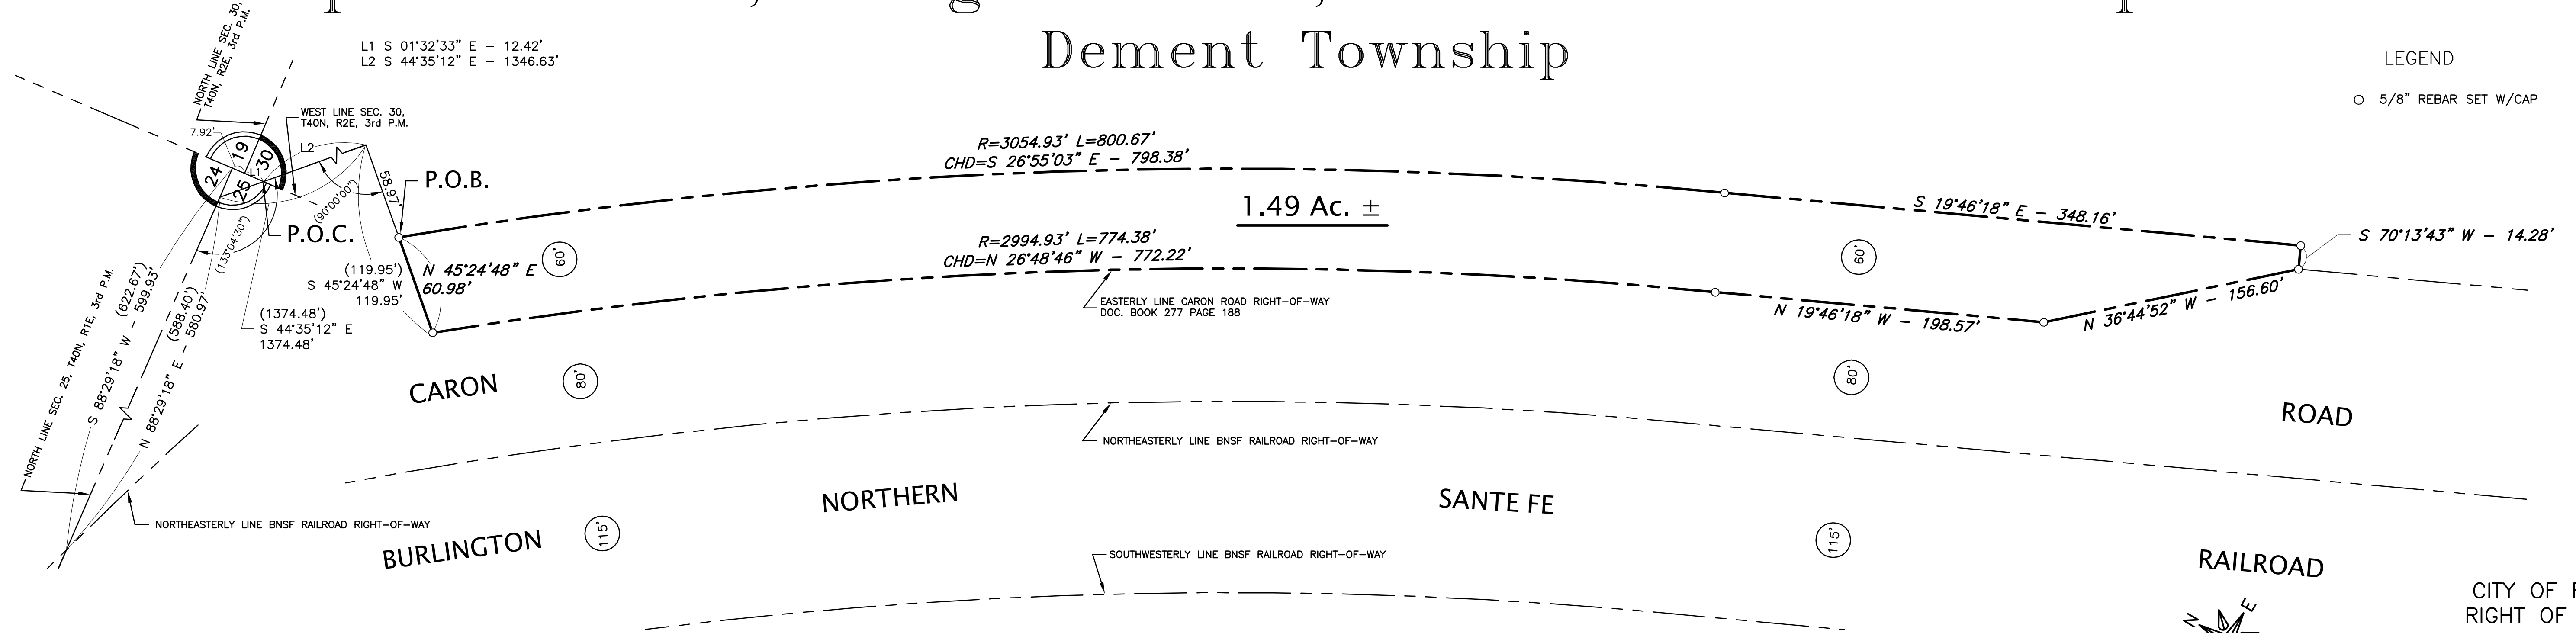 Dement Township
LEGEND
5/8" REBAR SET W/CAP
L1 S 01°32'33" E - 12.42'
L2 S 44°35'12" E - 1346.63'
NORTH LINE SEC. 30,
T40N, R2E, 3rd P.M.
WEST LINE SEC. 30,
T40N, R2E, 3rd P.M.
7.92'
19
30
24
25
L1
L2
58.97'
(90°00'00")
(133°04'30")
P.O.B.
P.O.C.
R=3054.93' L=800.67'
CHD=S 26°55'03" E - 798.38'
1.49 Ac. ±
S 19°46'18" E - 348.16'
S 70°13'43" W - 14.28'
R=2994.93' L=774.38'
CHD=N 26°48'46" W - 772.22'
60'
60'
N 45°24'48" E
60.98'
(119.95')
S 45°24'48" W
119.95'
(1374.48')
S 44°35'12" E
1374.48'
EASTERLY LINE CARON ROAD RIGHT-OF-WAY
DOC. BOOK 277 PAGE 188
N 19°46'18" W - 198.57'
N 36°44'52" W - 156.60'
NORTH LINE SEC. 25, T40N, R1E, 3rd P.M.
(622.67')
S 88°29'18" W - 599.93'
(588.40')
N 88°29'18" E - 580.97'
CARON
80'
80'
ROAD
NORTHEASTERLY LINE BNSF RAILROAD RIGHT-OF-WAY
NORTHEASTERLY LINE BNSF RAILROAD RIGHT-OF-WAY
BURLINGTON
115'
NORTHERN
SANTE FE
115'
RAILROAD
SOUTHWESTERLY LINE BNSF RAILROAD RIGHT-OF-WAY
N
E
CITY OF
RIGHT OF